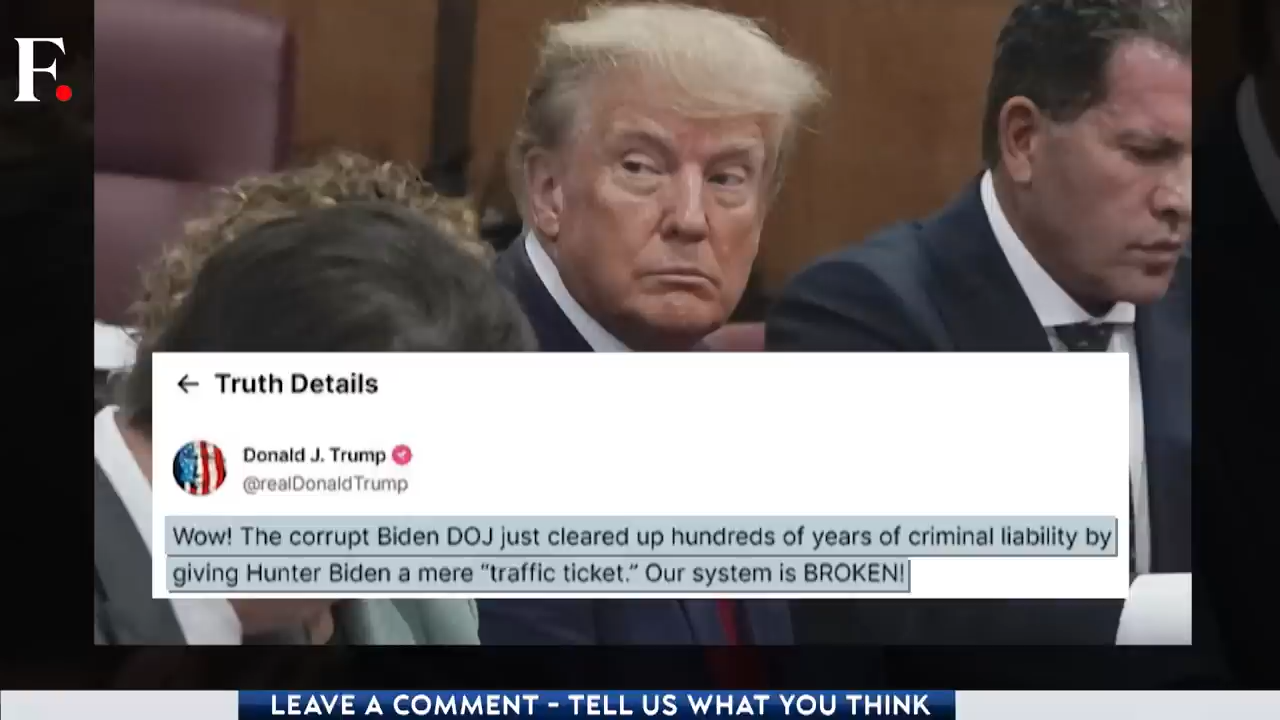 F.
Truth Details
Donald J. Trump
@realDonaldTrump
Wow! The corrupt Biden DOJ just cleared up hundreds of years of criminal liability by
giving Hunter Biden a mere “traffic ticket.” Our system is BROKEN!
LEAVE A COMMENT - TELL US WHAT YOU THINK